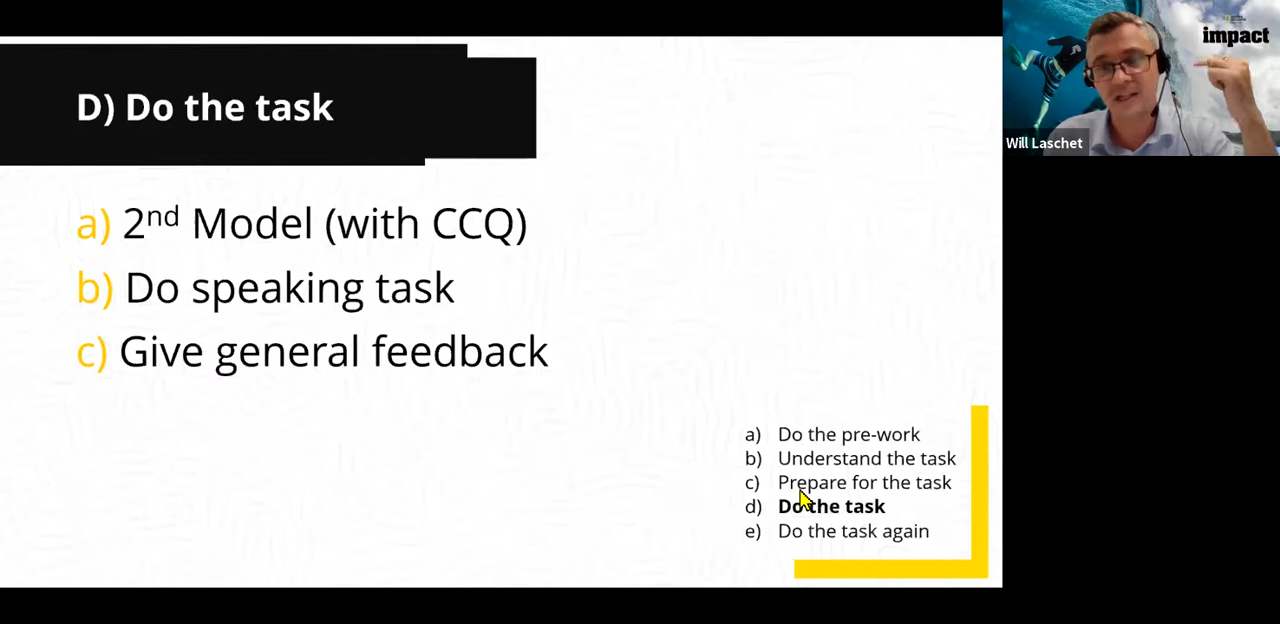 D) Do the task
a) 2nd Model (with CCQ)
b) Do speaking task
c) Give general feedback
a) Do the pre-work
b) Understand the task
c) Prepare for the task
d) Do the task
e) Do the task again
impact
Will Laschet